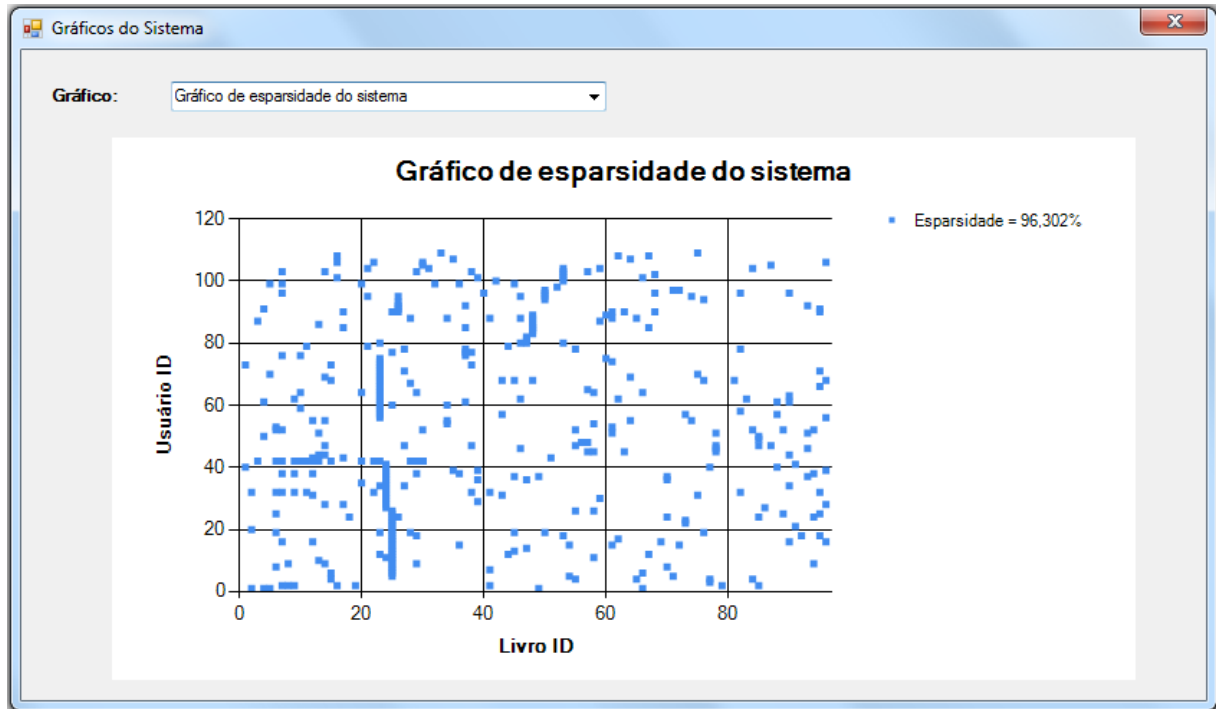 Gráficos do Sistema
Gráfico: Gráfico de esparsidade do sistema
Gráfico de esparsidade do sistema
Esparsidade = 96,302%
120
100
80
60
40
20
0
Usuário ID
0 20 40 60 80
Livro ID